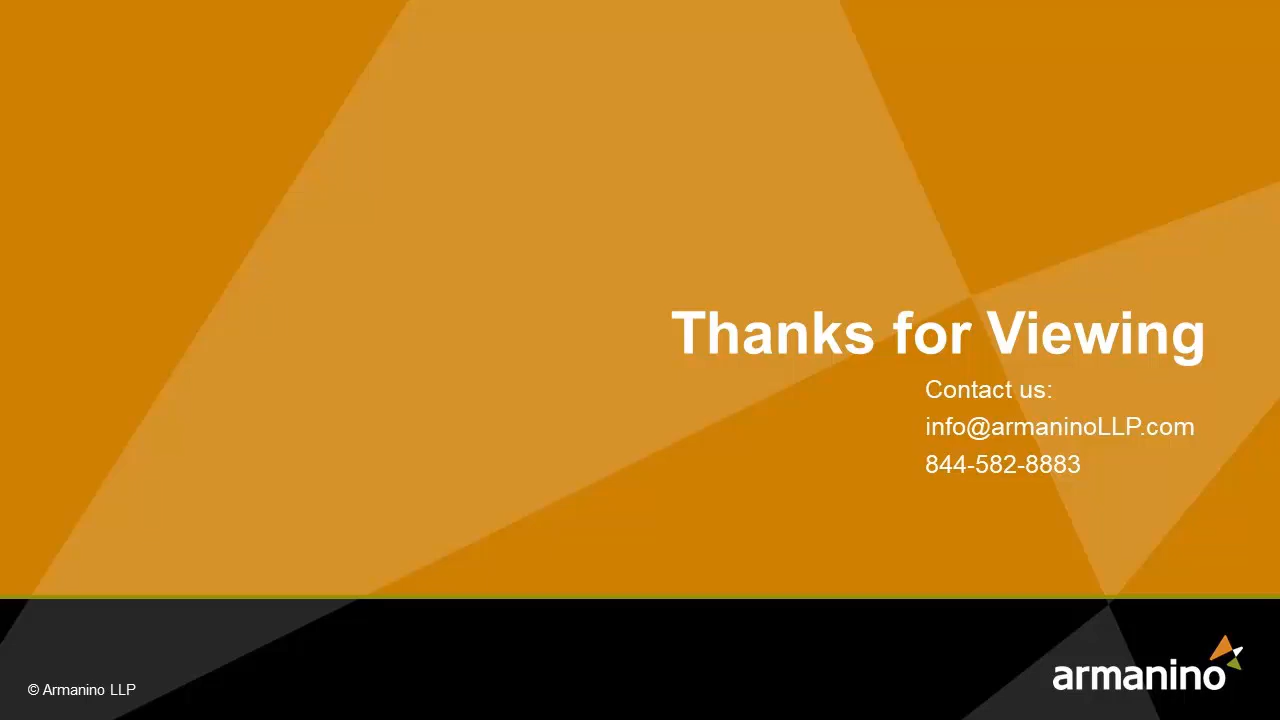 Thanks for Viewing
Contact us:
info@armaninoLLP.com
844-582-8883
© Armanino LLP
armanino